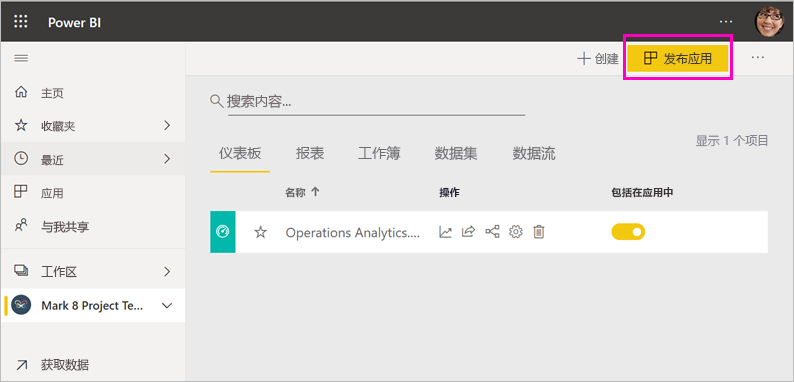 Power BI
创建
发布应用
主页
收藏夹
最近
应用
与我共享
工作区
Mark 8 Project Te...
获取数据
搜索内容...
显示 1 个项目
仪表板 报表 工作簿 数据集 数据流
名称 操作 包括在应用中
Operations Analytics....